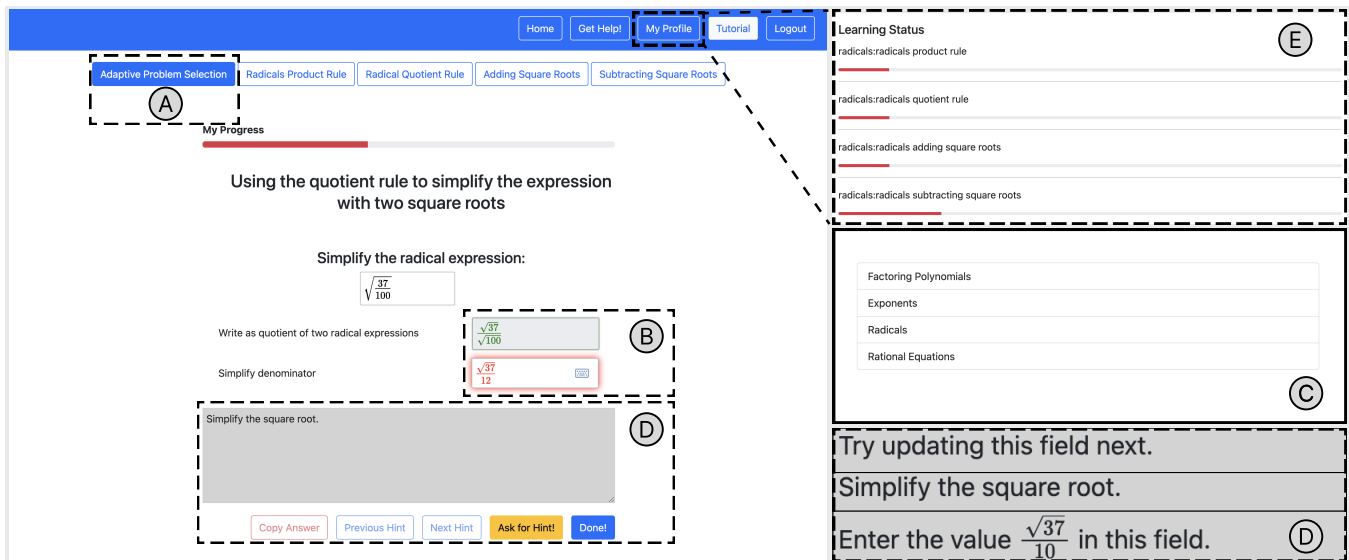 Home Get Help! My Profile Tutorial Logout
Adaptive Problem Selection Radicals Product Rule Radical Quotient Rule Adding Square Roots Subtracting Square Roots
A
My Progress
Using the quotient rule to simplify the expression
with two square roots
Simplify the radical expression:
√(37/100)
Write as quotient of two radical expressions √37/√100 B
Simplify denominator √37/12
Simplify the square root. D
Copy Answer Previous Hint Next Hint Ask for Hint! Done!
Learning Status E
radicals:radicals product rule
radicals:radicals quotient rule
radicals:radicals adding square roots
radicals:radicals subtracting square roots
Factoring Polynomials
Exponents
Radicals
Rational Equations
C
Try updating this field next.
Simplify the square root.
Enter the value √37/10 in this field. D